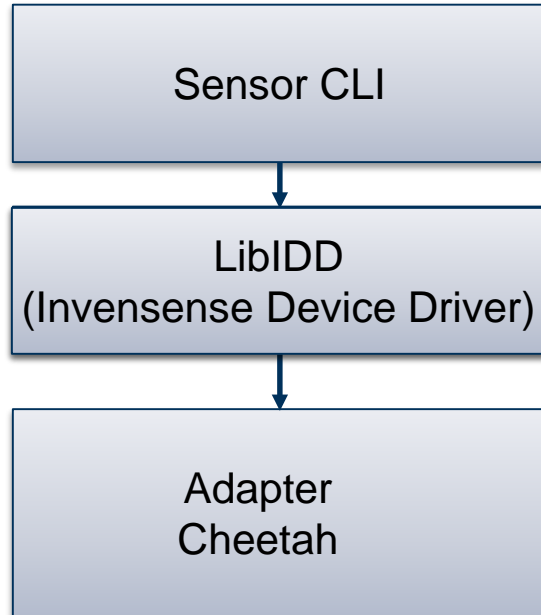 Sensor CLI
LibIDD
(Invensense Device Driver)
Adapter
Cheetah